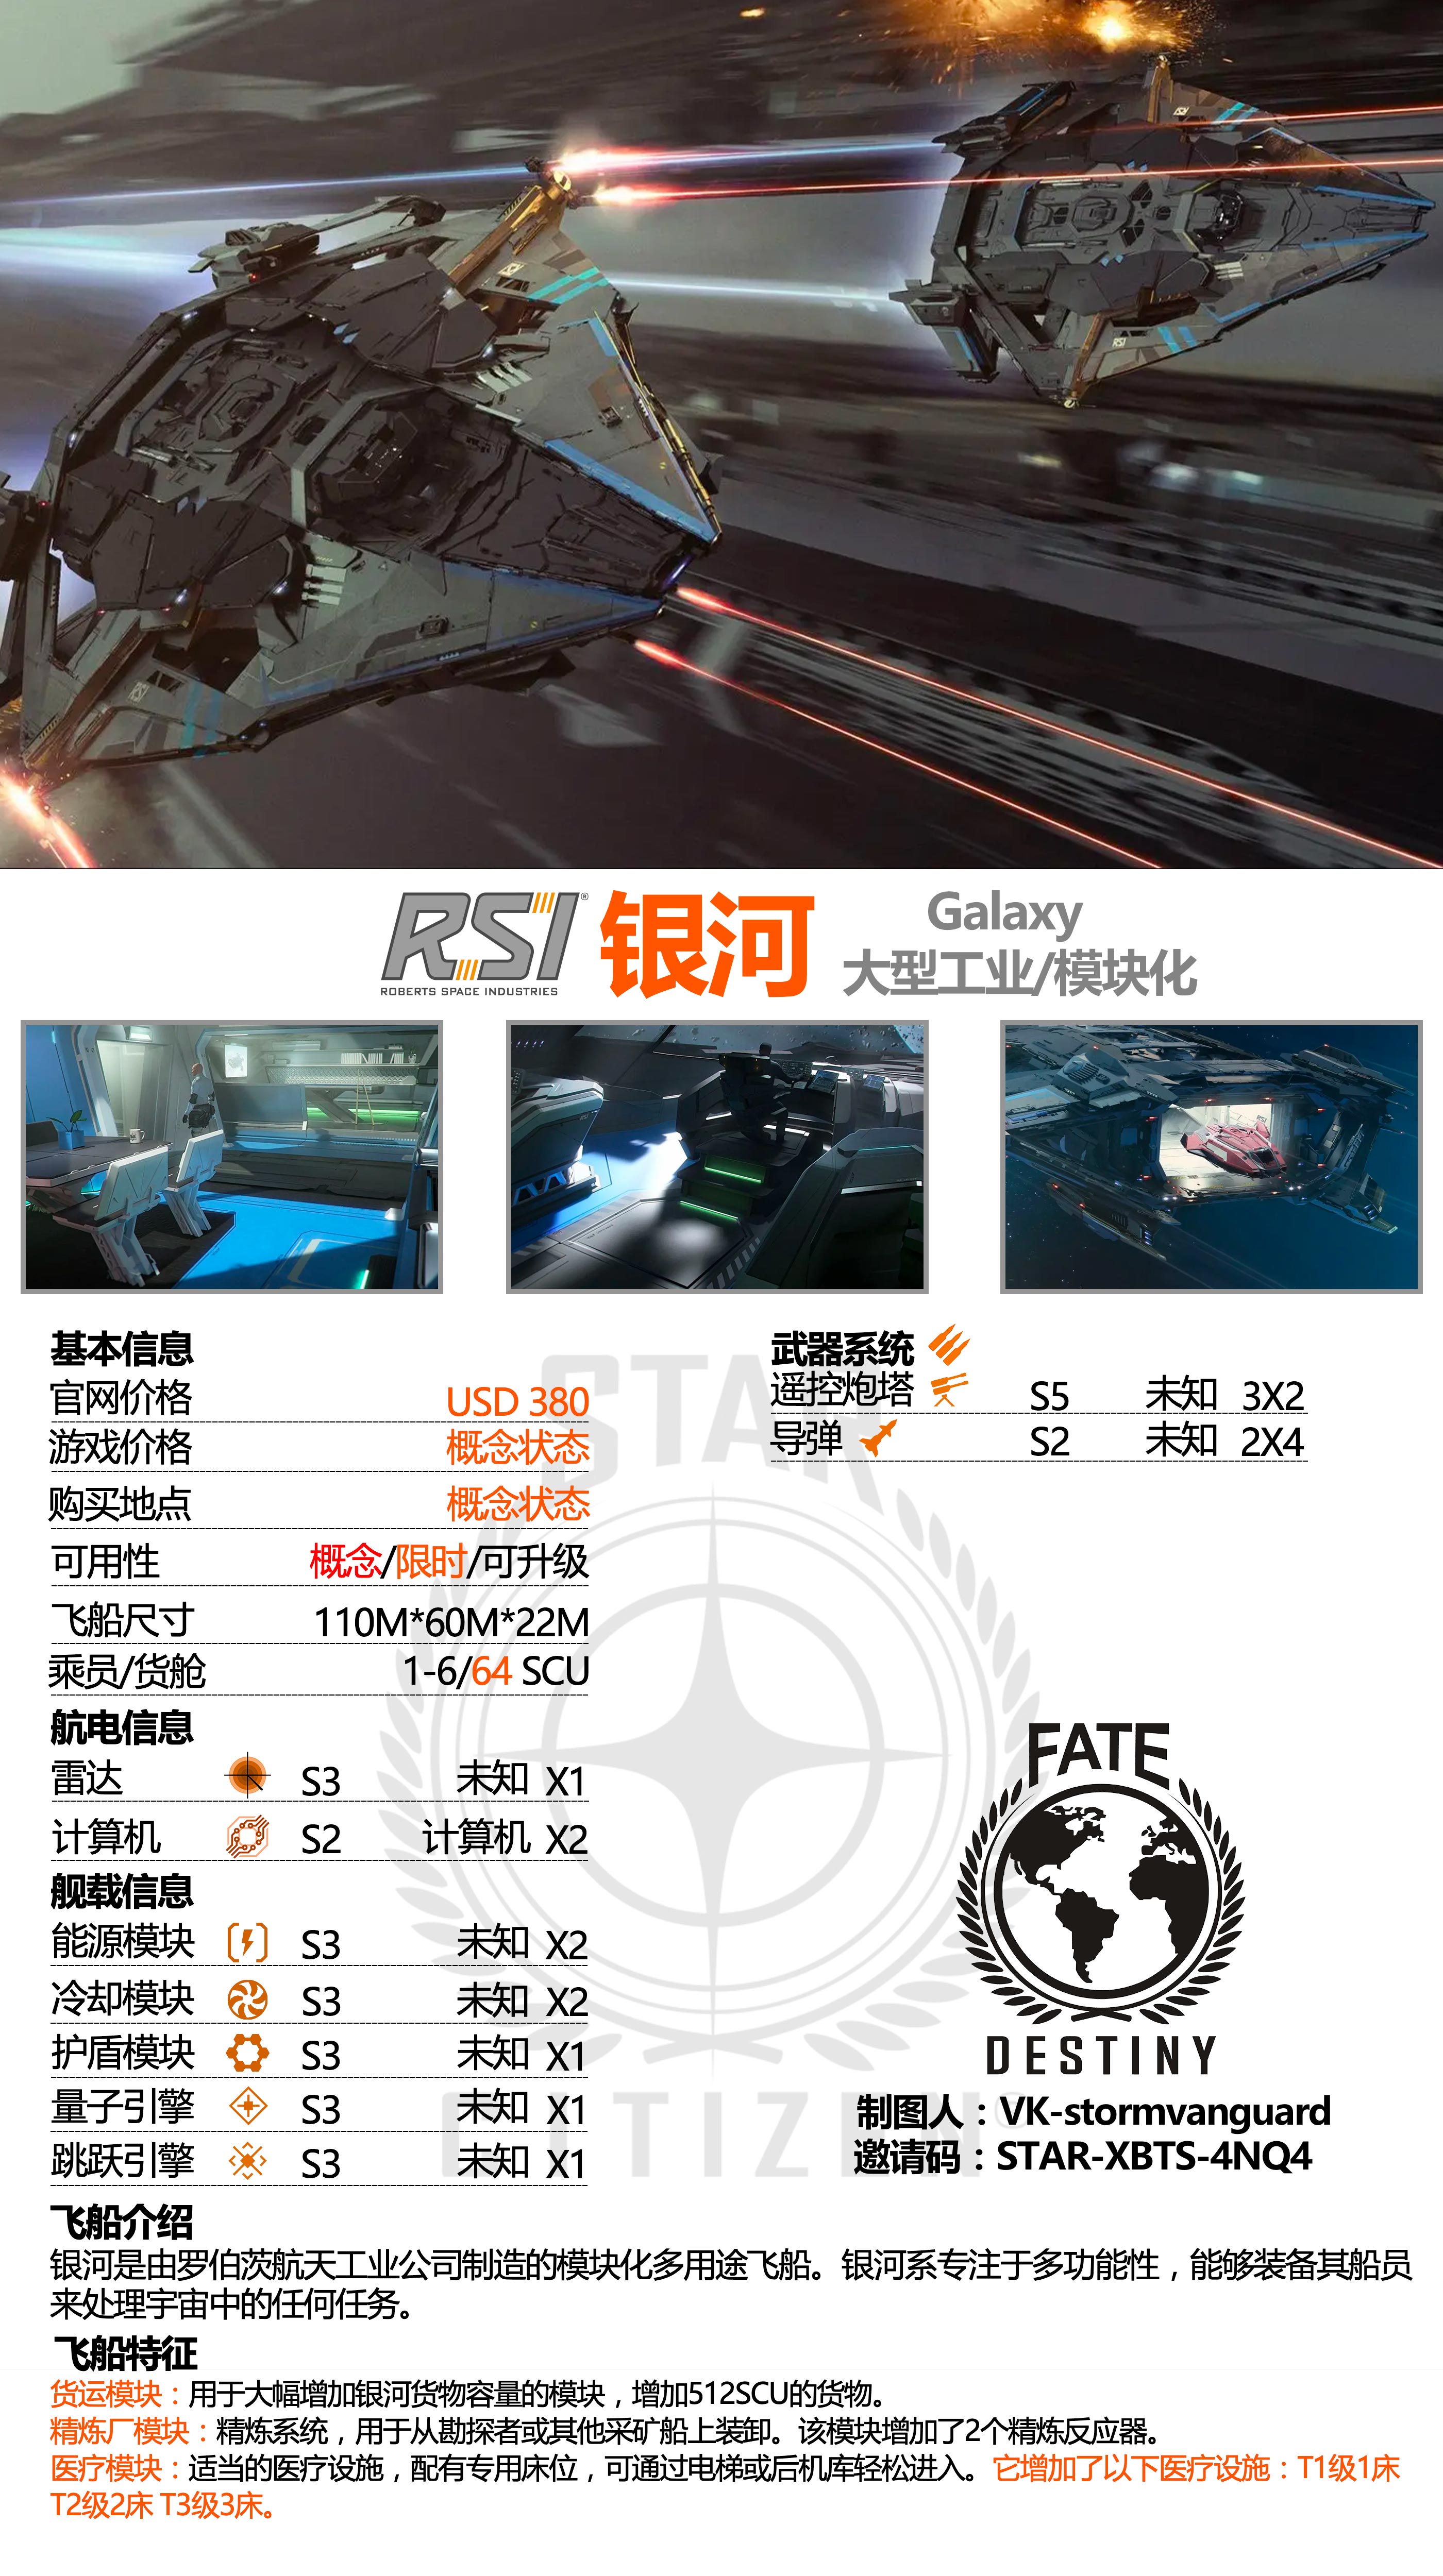 RSI
ROBERTS SPACE INDUSTRIES
银河
Galaxy
大型工业/模块化
基本信息
官网价格 USD 380
游戏价格 概念状态
购买地点 概念状态
可用性 概念/限时/可升级
飞船尺寸 110M*60M*22M
乘员/货舱 1-6/64 SCU
航电信息
雷达 S3 未知 X1
计算机 S2 计算机 X2
舰载信息
能源模块 S3 未知 X2
冷却模块 S3 未知 X2
护盾模块 S3 未知 X1
量子引擎 S3 未知 X1
跳跃引擎 S3 未知 X1
武器系统
遥控炮塔 S5 未知 3X2
导弹 S2 未知 2X4
STAR
CITIZEN
FATE
DESTINY
制图人：VK-stormvanguard
邀请码：STAR-XBTS-4NQ4
飞船介绍
银河是由罗伯茨航天工业公司制造的模块化多用途飞船。银河系专注于多功能性，能够装备其船员
来处理宇宙中的任何任务。
飞船特征
货运模块：用于大幅增加银河货物容量的模块，增加512SCU的货物。
精炼厂模块：精炼系统，用于从勘探者或其他采矿船上装卸。该模块增加了2个精炼反应器。
医疗模块：适当的医疗设施，配有专用床位，可通过电梯或后机库轻松进入。它增加了以下医疗设施：T1级1床
T2级2床 T3级3床。